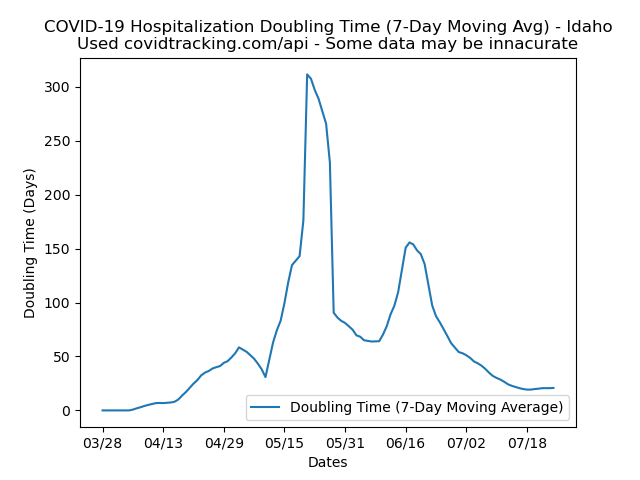 COVID-19 Hospitalization Doubling Time (7-Day Moving Avg) - Idaho
Used covidtracking.com/api - Some data may be innacurate
Doubling Time (Days)
300
250
200
150
100
50
0
Doubling Time (7-Day Moving Average)
03/28 04/13 04/29 05/15 05/31 06/16 07/02 07/18
Dates